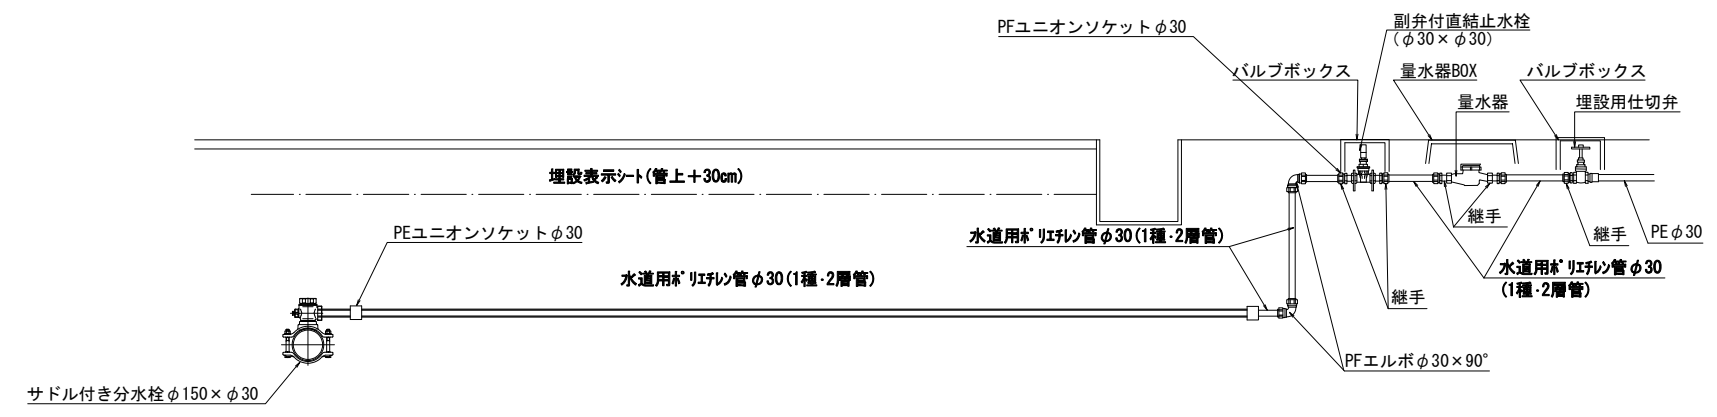 PFユニオンソケットφ30
副弁付直結止水栓
(φ30×φ30)
バルブボックス
量水器BOX
バルブボックス
量水器
埋設用仕切弁
埋設表示シート(管上+30cm)
継手
継手
PEφ30
PEユニオンソケットφ30
水道用ポリエチレン管φ30(1種・2層管)
水道用ポリエチレン管φ30
(1種・2層管)
水道用ポリエチレン管φ30(1種・2層管)
継手
PFエルボφ30×90°
サドル付き分水栓φ150×φ30